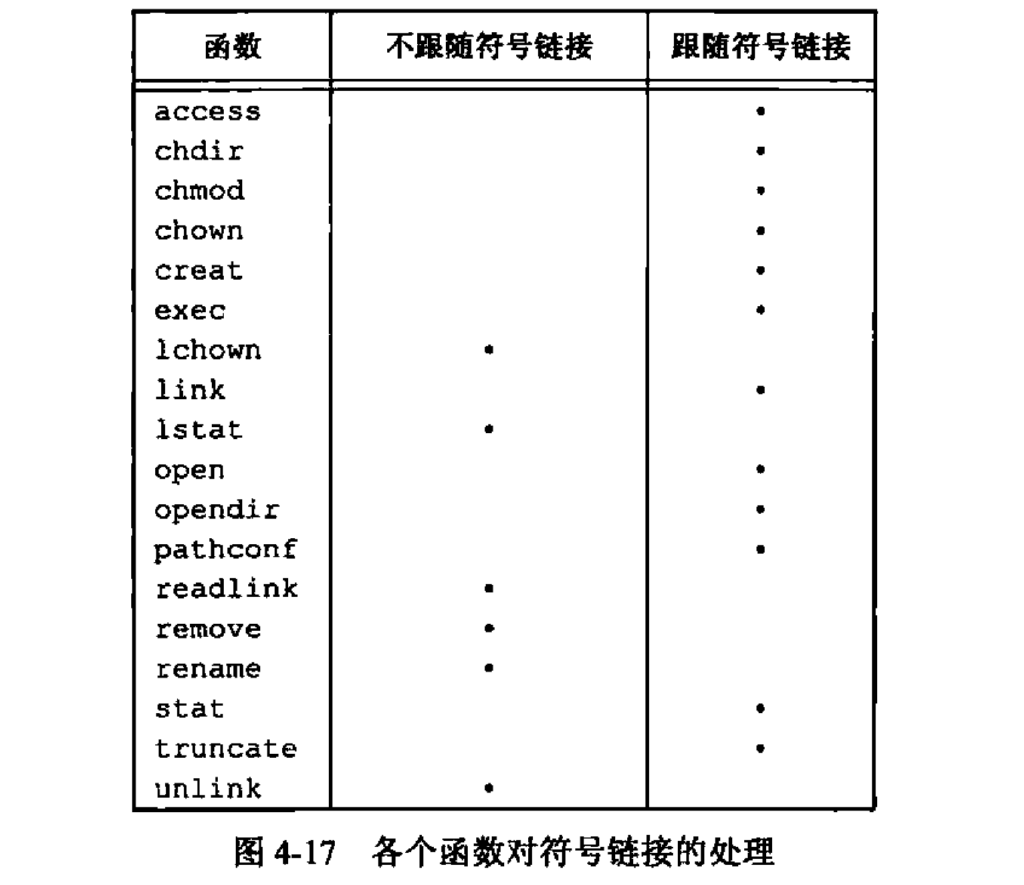 函数 不跟随符号链接 跟随符号链接
access •
chdir •
chmod •
chown •
creat •
exec •
lchown •
link •
lstat •
open •
opendir •
pathconf •
readlink •
remove •
rename •
stat •
truncate •
unlink •
图 4-17 各个函数对符号链接的处理